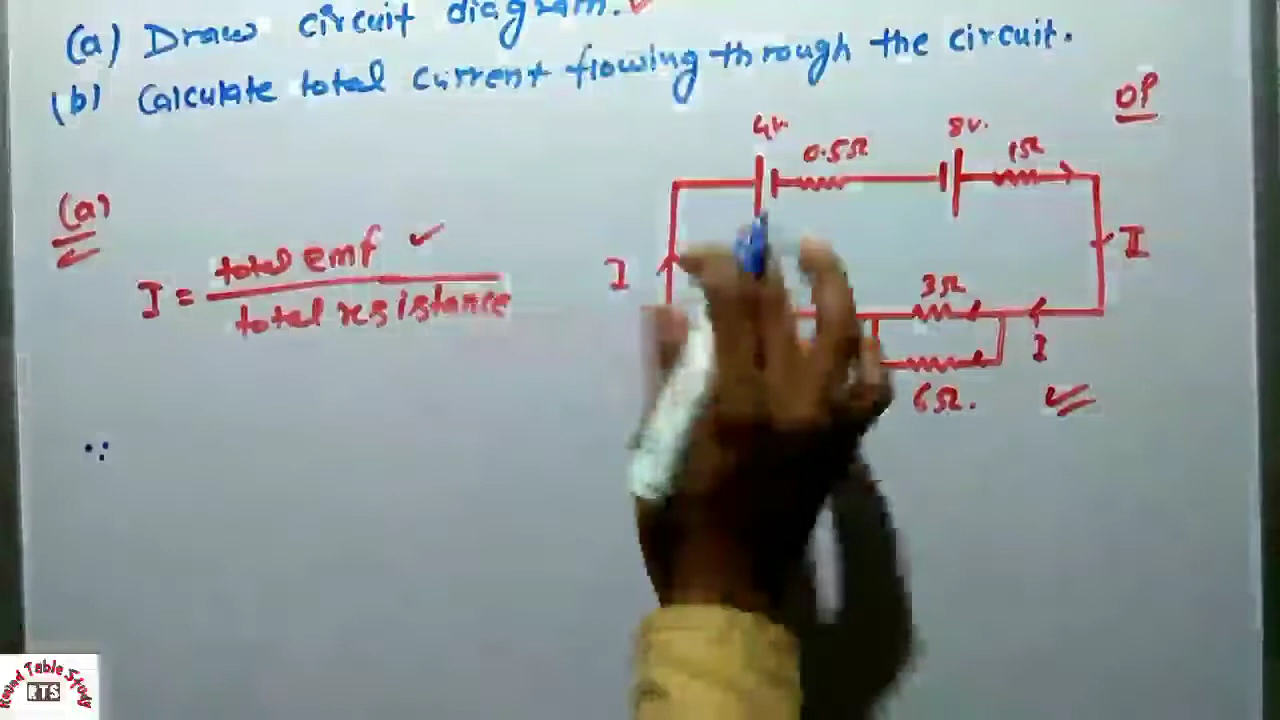 (a) Draw circuit diagram.
(b) Calculate total current flowing through the circuit.
OP
4v.
0.5Ω
8v.
1Ω
(a)
I = total emf
total resistance
I
I
3Ω
I
6Ω.
∵
Round Table Study
RTS